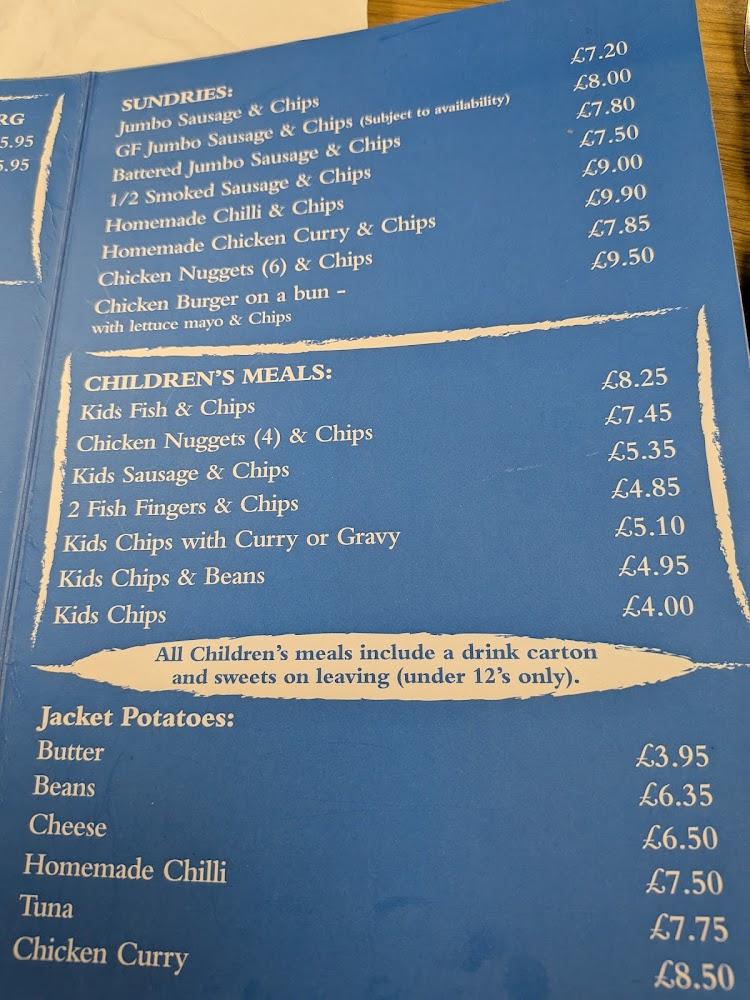 RG
5.95
5.95
SUNDRIES:
Jumbo Sausage & Chips £7.20
GF Jumbo Sausage & Chips (Subject to availability) £8.00
Battered Jumbo Sausage & Chips £7.80
1/2 Smoked Sausage & Chips £7.50
Homemade Chilli & Chips £9.00
Homemade Chicken Curry & Chips £9.90
Chicken Nuggets (6) & Chips £7.85
Chicken Burger on a bun – £9.50
with lettuce mayo & Chips
CHILDREN'S MEALS:
Kids Fish & Chips £8.25
Chicken Nuggets (4) & Chips £7.45
Kids Sausage & Chips £5.35
2 Fish Fingers & Chips £4.85
Kids Chips with Curry or Gravy £5.10
Kids Chips & Beans £4.95
Kids Chips £4.00
All Children's meals include a drink carton
and sweets on leaving (under 12's only).
Jacket Potatoes:
Butter £3.95
Beans £6.35
Cheese £6.50
Homemade Chilli £7.50
Tuna £7.75
Chicken Curry £8.50